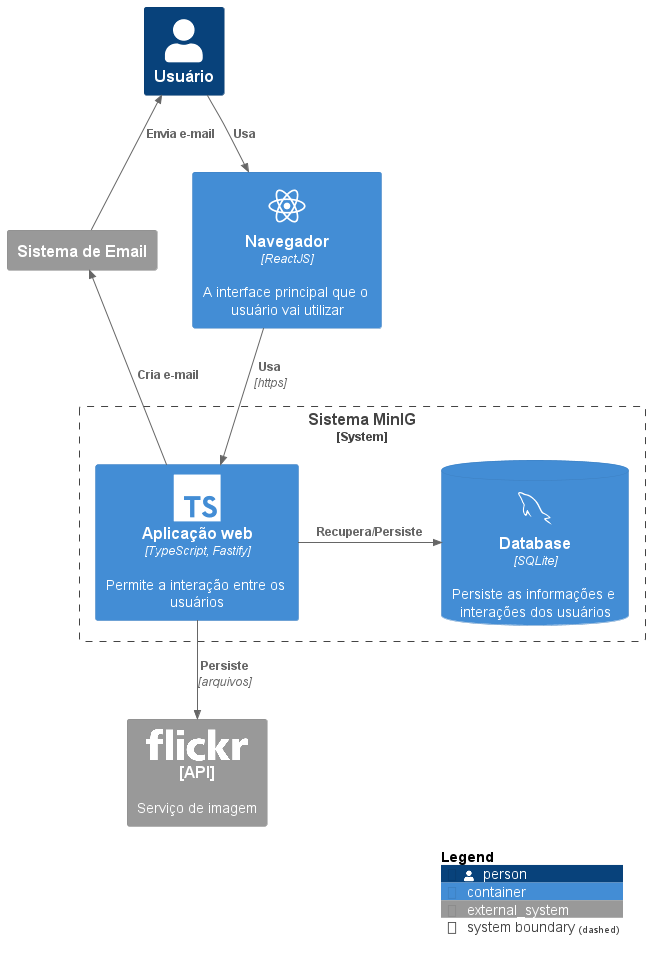 Usuário
Envia e-mail
Usa
Sistema de Email
Navegador
[ReactJS]
A interface principal que o
usuário vai utilizar
Cria e-mail
Usa
[https]
Sistema MinIG
[System]
TS
Aplicação web
[TypeScript, Fastify]
Permite a interação entre os
usuários
Recupera/Persiste
Database
[SQLite]
Persiste as informações e
interações dos usuários
Persiste
[arquivos]
flickr
[API]
Serviço de imagem
Legend
person
container
external_system
system boundary (dashed)